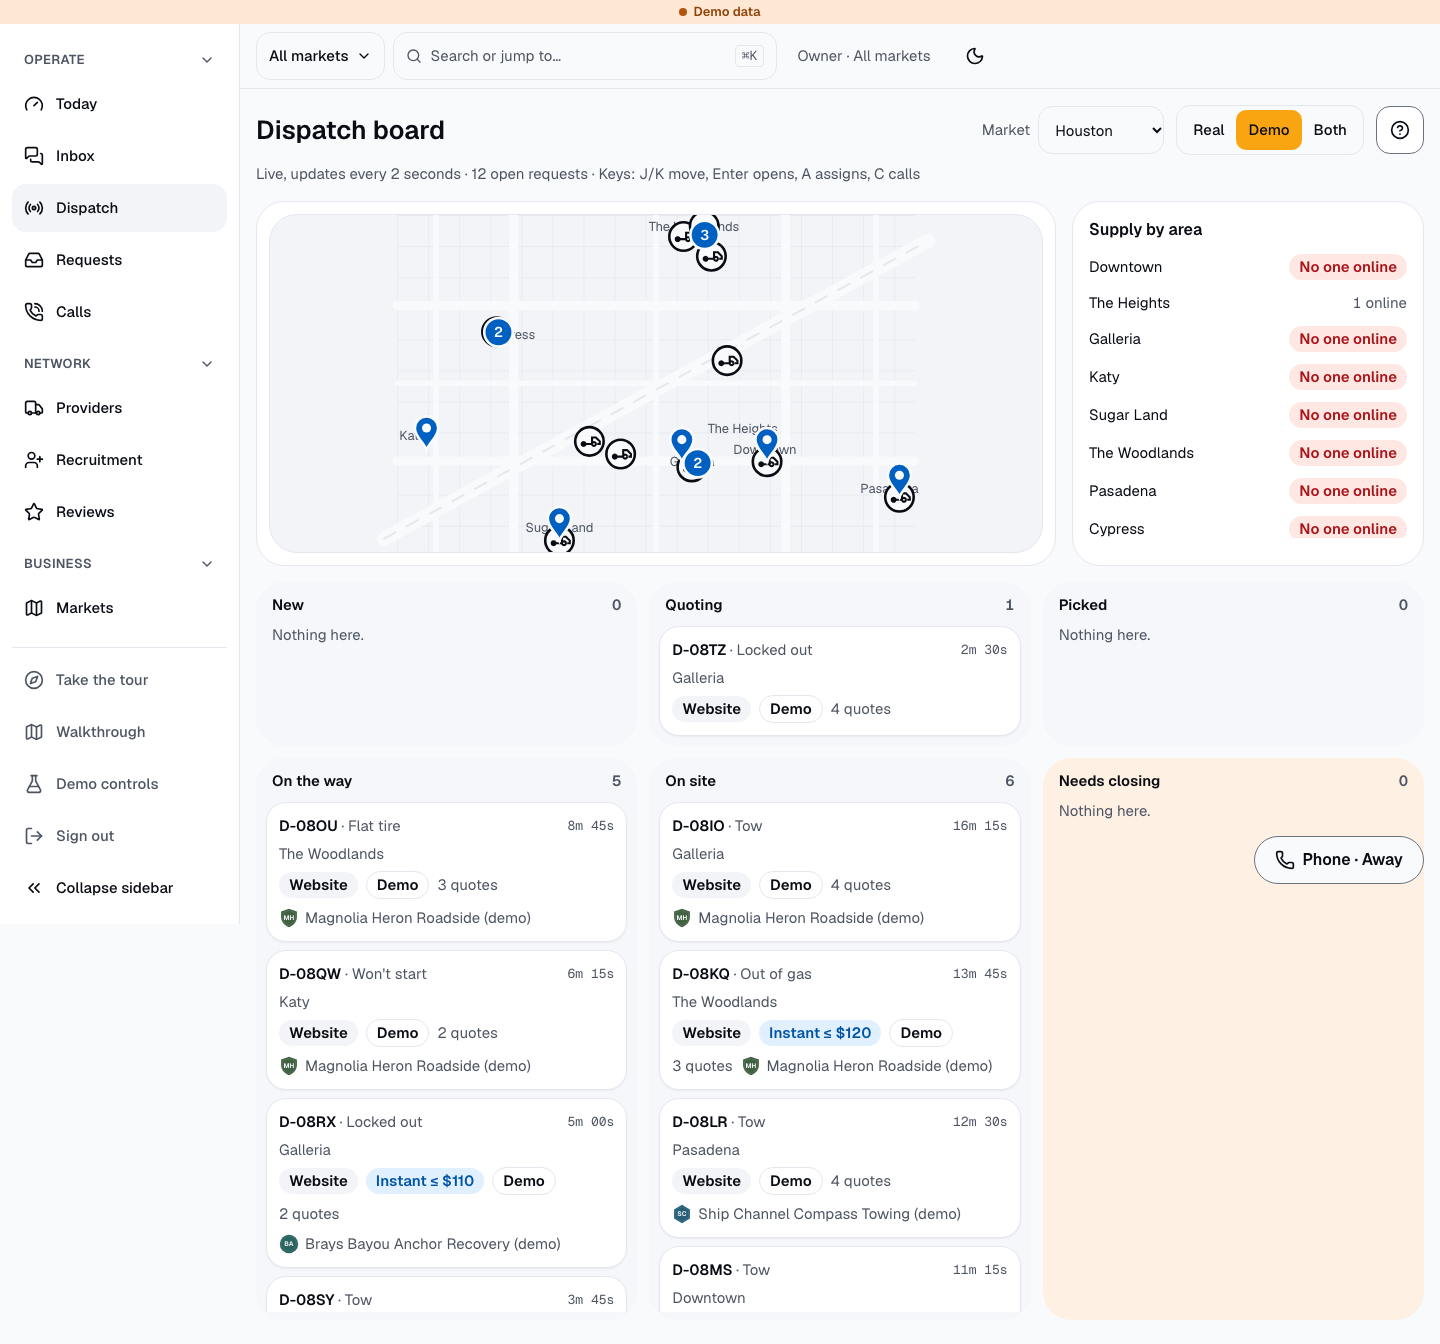 Demo data
OPERATE
Today
Inbox
Dispatch
Requests
Calls
NETWORK
Providers
Recruitment
Reviews
BUSINESS
Markets
Take the tour
Walkthrough
Demo controls
Sign out
Collapse sidebar
All markets
Search or jump to...
⌘K
Owner · All markets
Dispatch board
Market
Houston
Real
Demo
Both
Live, updates every 2 seconds · 12 open requests · Keys: J/K move, Enter opens, A assigns, C calls
3
2
The Heights
2
Supply by area
Downtown No one online
The Heights 1 online
Galleria No one online
Katy No one online
Sugar Land No one online
The Woodlands No one online
Pasadena No one online
Cypress No one online
New 0
Nothing here.
Quoting 1
D-08TZ · Locked out 2m 30s
Galleria
Website Demo 4 quotes
Picked 0
Nothing here.
On the way 5
D-08OU · Flat tire 8m 45s
The Woodlands
Website Demo 3 quotes
MH Magnolia Heron Roadside (demo)
D-08QW · Won't start 6m 15s
Katy
Website Demo 2 quotes
MH Magnolia Heron Roadside (demo)
D-08RX · Locked out 5m 00s
Galleria
Website Instant ≤ $110 Demo
2 quotes
BA Brays Bayou Anchor Recovery (demo)
D-08SY · Tow 3m 45s
On site 6
D-08IO · Tow 16m 15s
Galleria
Website Demo 4 quotes
MH Magnolia Heron Roadside (demo)
D-08KQ · Out of gas 13m 45s
The Woodlands
Website Instant ≤ $120 Demo
3 quotes MH Magnolia Heron Roadside (demo)
D-08LR · Tow 12m 30s
Pasadena
Website Demo 4 quotes
SC Ship Channel Compass Towing (demo)
D-08MS · Tow 11m 15s
Downtown
Needs closing 0
Nothing here.
Phone · Away